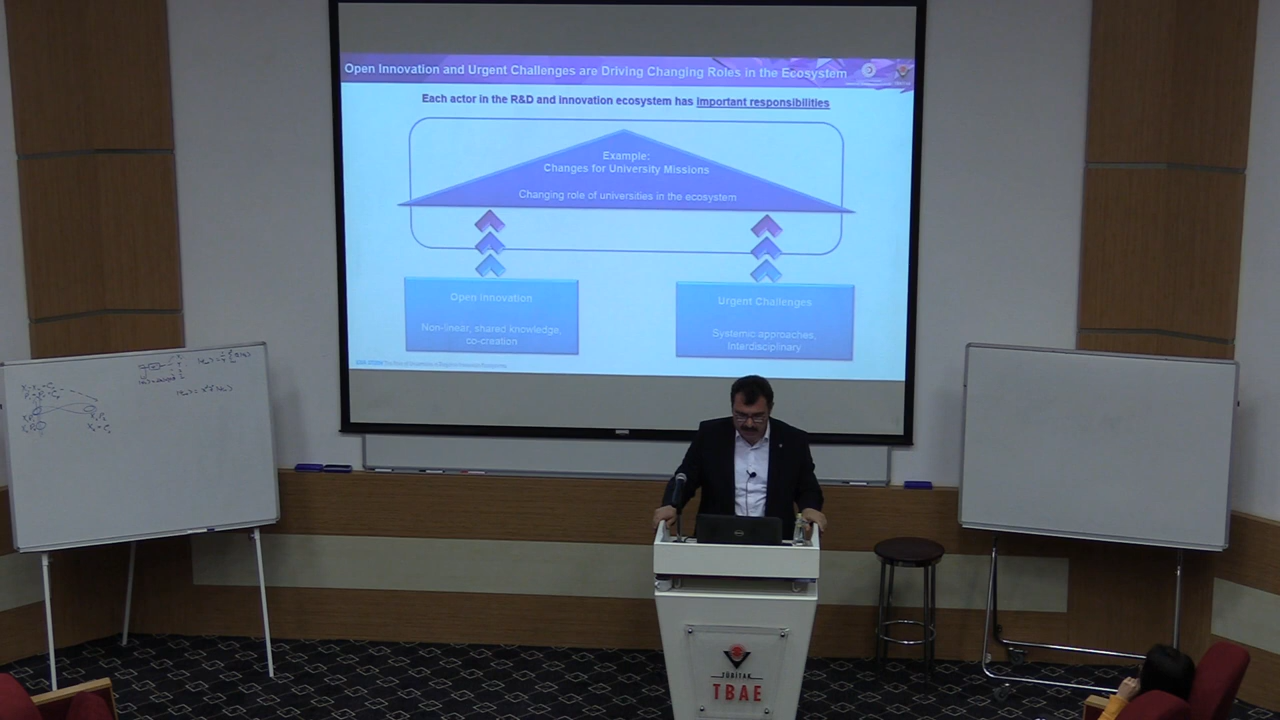 Open Innovation and Urgent Challenges are Driving Changing Roles in the Ecosystem
Each actor in the R&D and innovation ecosystem has important responsibilities
Example:
Changes for University Missions
Changing role of universities in the ecosystem
Open Innovation
Non-linear, shared knowledge,
co-creation
Urgent Challenges
Systemic approaches,
Interdisciplinary
TÜBİTAK
TBAE